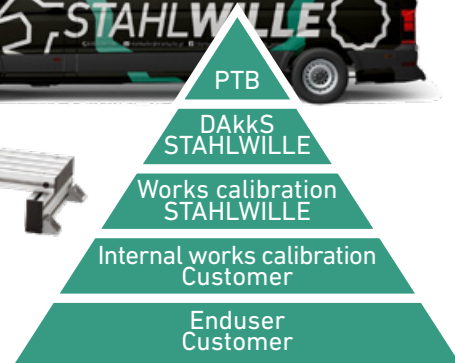 STAHLWILLE
PTB
DAkkS
STAHLWILLE
Works calibration
STAHLWILLE
Internal works calibration
Customer
Enduser
Customer